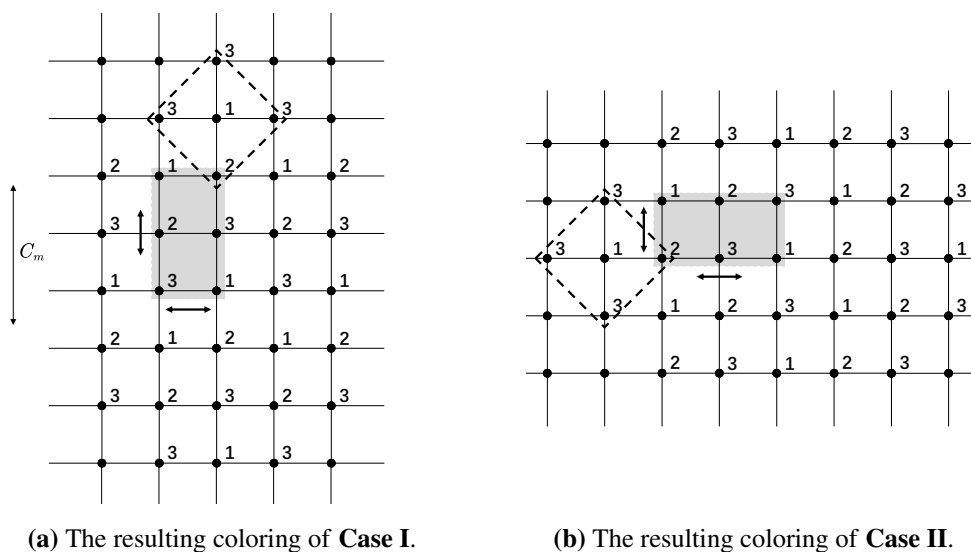 3
3 1 3
2 1 2 1 2
3 2 3 2 3
C_m
1 3 1 3 1
2 1 2 1 2
3 2 3 2 3
3 1 3
(a) The resulting coloring of Case I.
2 3 1 2 3
3 1 2 3 1 2 3
3 1 2 3 1 2 3 1
3 1 2 3 1 2 3
2 3 1 2 3
(b) The resulting coloring of Case II.